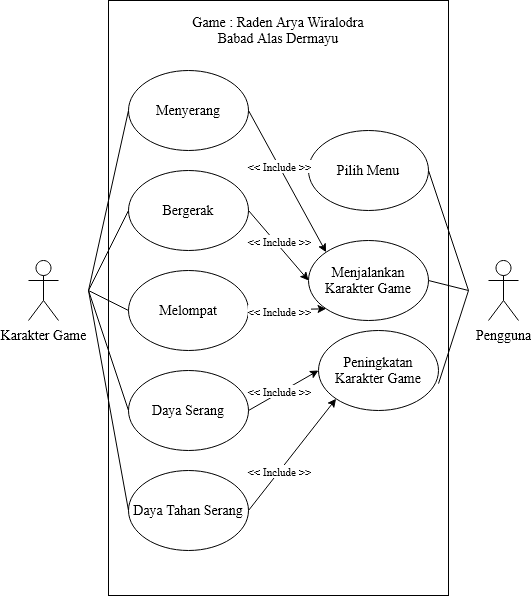 Game : Raden Arya Wiralodra
Babad Alas Dermayu
Menyerang
<< Include >>
Pilih Menu
Bergerak
<< Include >>
Menjalankan
Karakter Game
Melompat
<< Include >>
Karakter Game
Pengguna
Peningkatan
Karakter Game
Daya Serang
<< Include >>
<< Include >>
Daya Tahan Serang